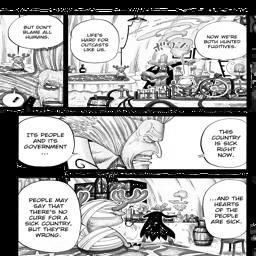 BUT DON'T
BLAME ALL
HUMANS.
LIFE'S
HARD FOR
OUTCASTS
LIKE US.
NOW WE'RE
BOTH HUNTED
FUGITIVES.
ITS PEOPLE
AND ITS
GOVERNMENT
...
THIS
COUNTRY
IS SICK
RIGHT
NOW.
PEOPLE MAY
SAY THAT
THERE'S NO
CURE FOR A
SICK COUNTRY,
BUT THEY'RE
WRONG.
...AND THE
HEARTS
OF THE
PEOPLE
ARE SICK.